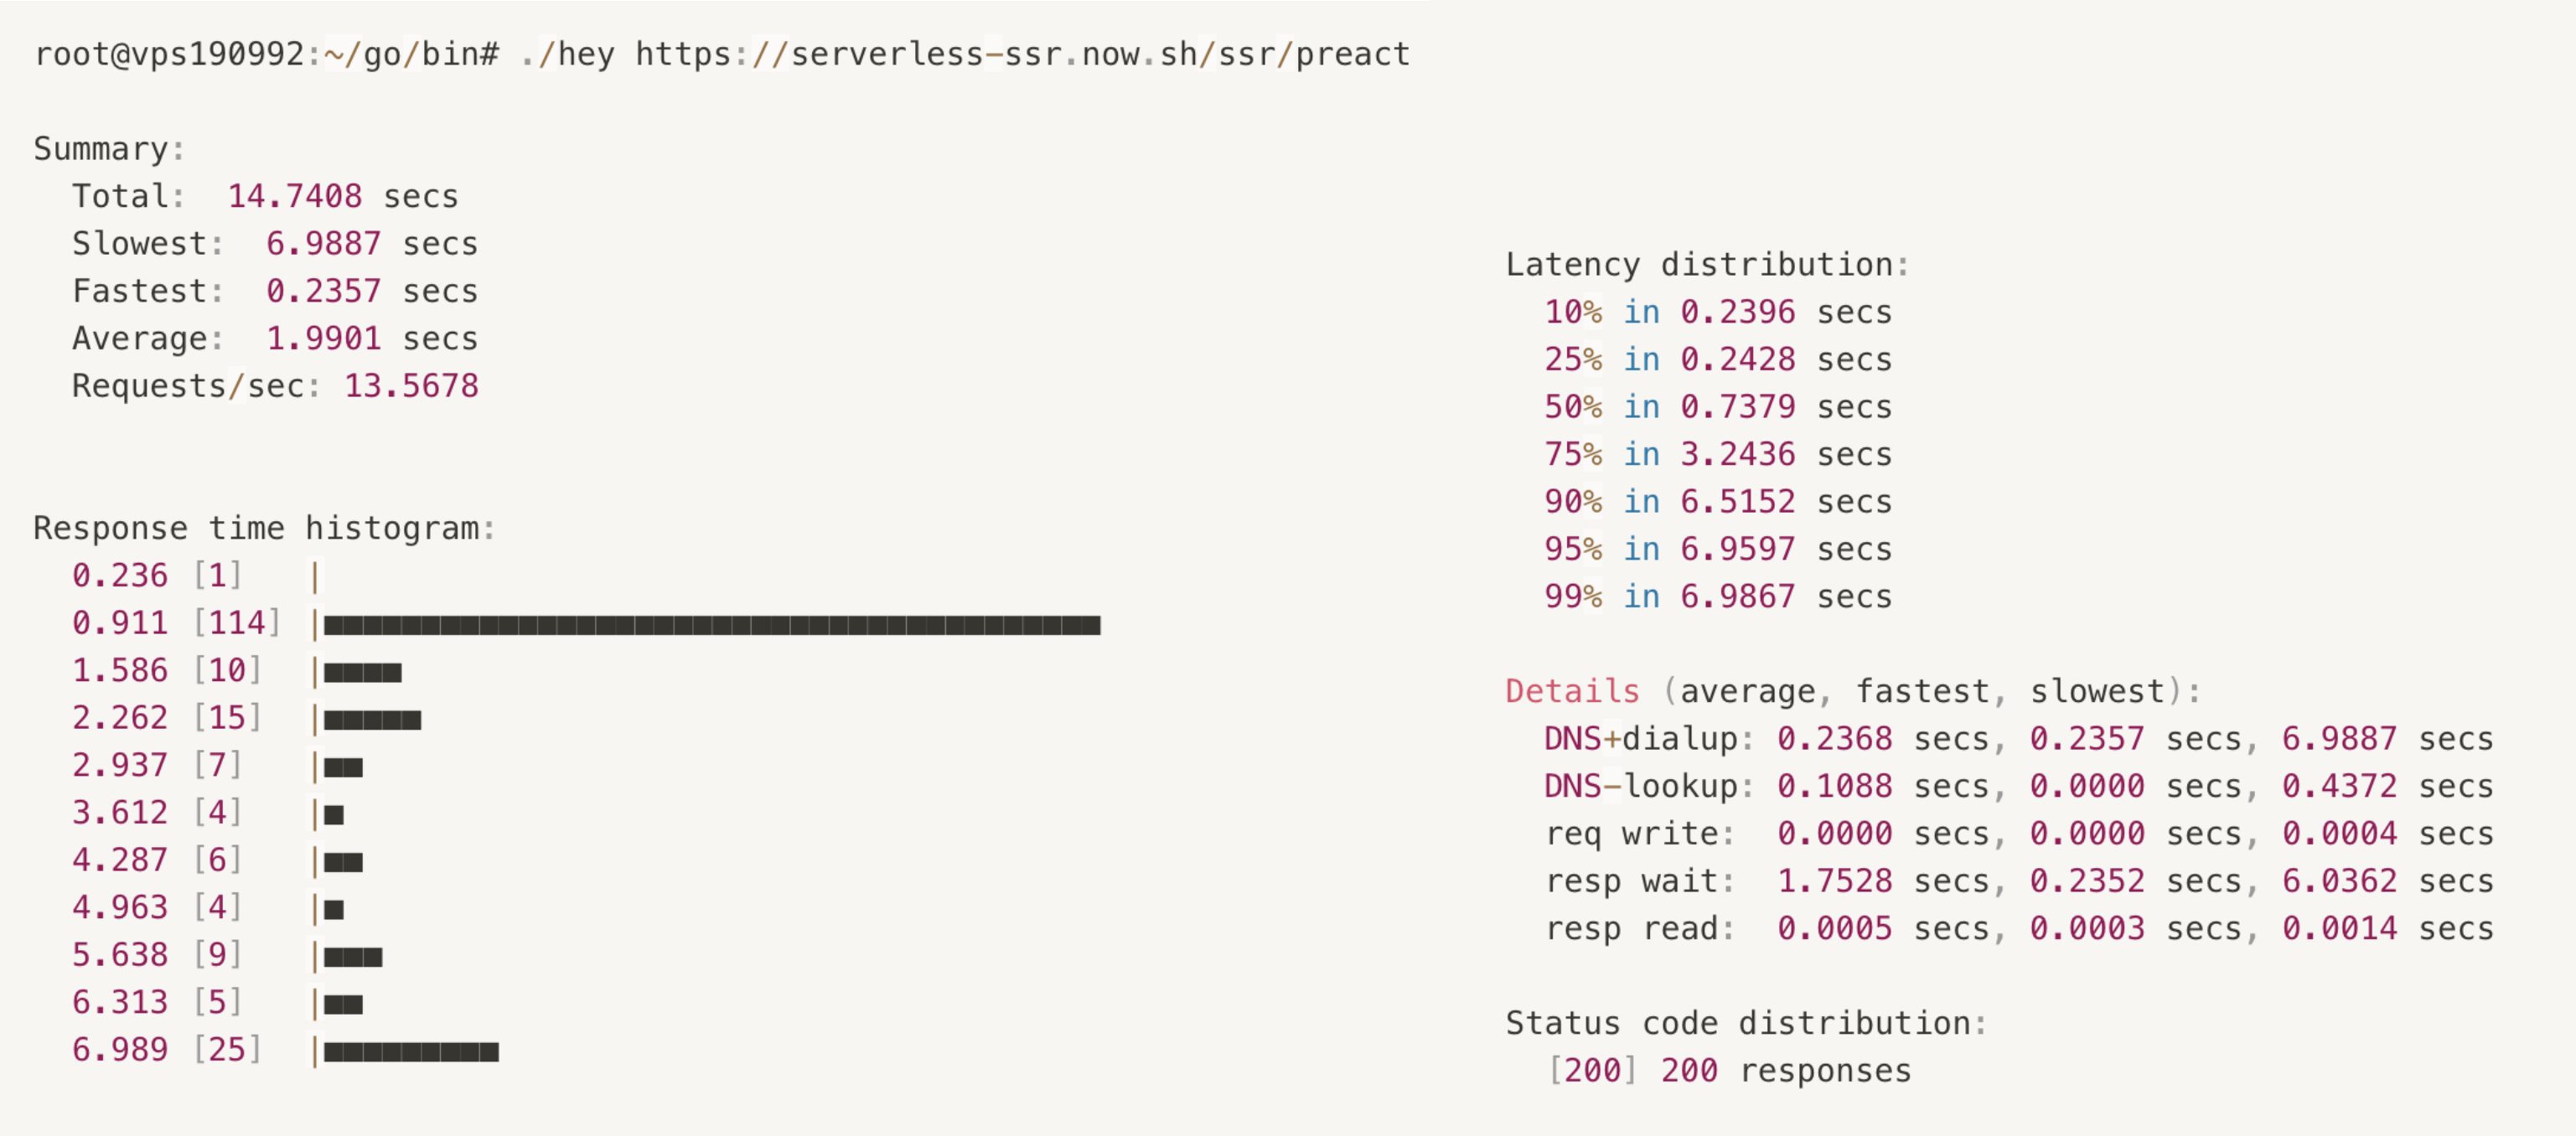 root@vps190992:~/go/bin# ./hey https://serverless-ssr.now.sh/ssr/preact
Summary:
Total: 14.7408 secs
Slowest: 6.9887 secs
Fastest: 0.2357 secs
Average: 1.9901 secs
Requests/sec: 13.5678
Response time histogram:
0.236 [1] |
0.911 [114] |■■■■■■■■■■■■■■■■■■■■■■■■■■■■■■■■■■■■■■■■
1.586 [10] |■■■■
2.262 [15] |■■■■■
2.937 [7] |■■
3.612 [4] |■
4.287 [6] |■■
4.963 [4] |■
5.638 [9] |■■■
6.313 [5] |■■
6.989 [25] |■■■■■■■■■
Latency distribution:
10% in 0.2396 secs
25% in 0.2428 secs
50% in 0.7379 secs
75% in 3.2436 secs
90% in 6.5152 secs
95% in 6.9597 secs
99% in 6.9867 secs
Details (average, fastest, slowest):
DNS+dialup: 0.2368 secs, 0.2357 secs, 6.9887 secs
DNS-lookup: 0.1088 secs, 0.0000 secs, 0.4372 secs
req write: 0.0000 secs, 0.0000 secs, 0.0004 secs
resp wait: 1.7528 secs, 0.2352 secs, 6.0362 secs
resp read: 0.0005 secs, 0.0003 secs, 0.0014 secs
Status code distribution:
[200] 200 responses